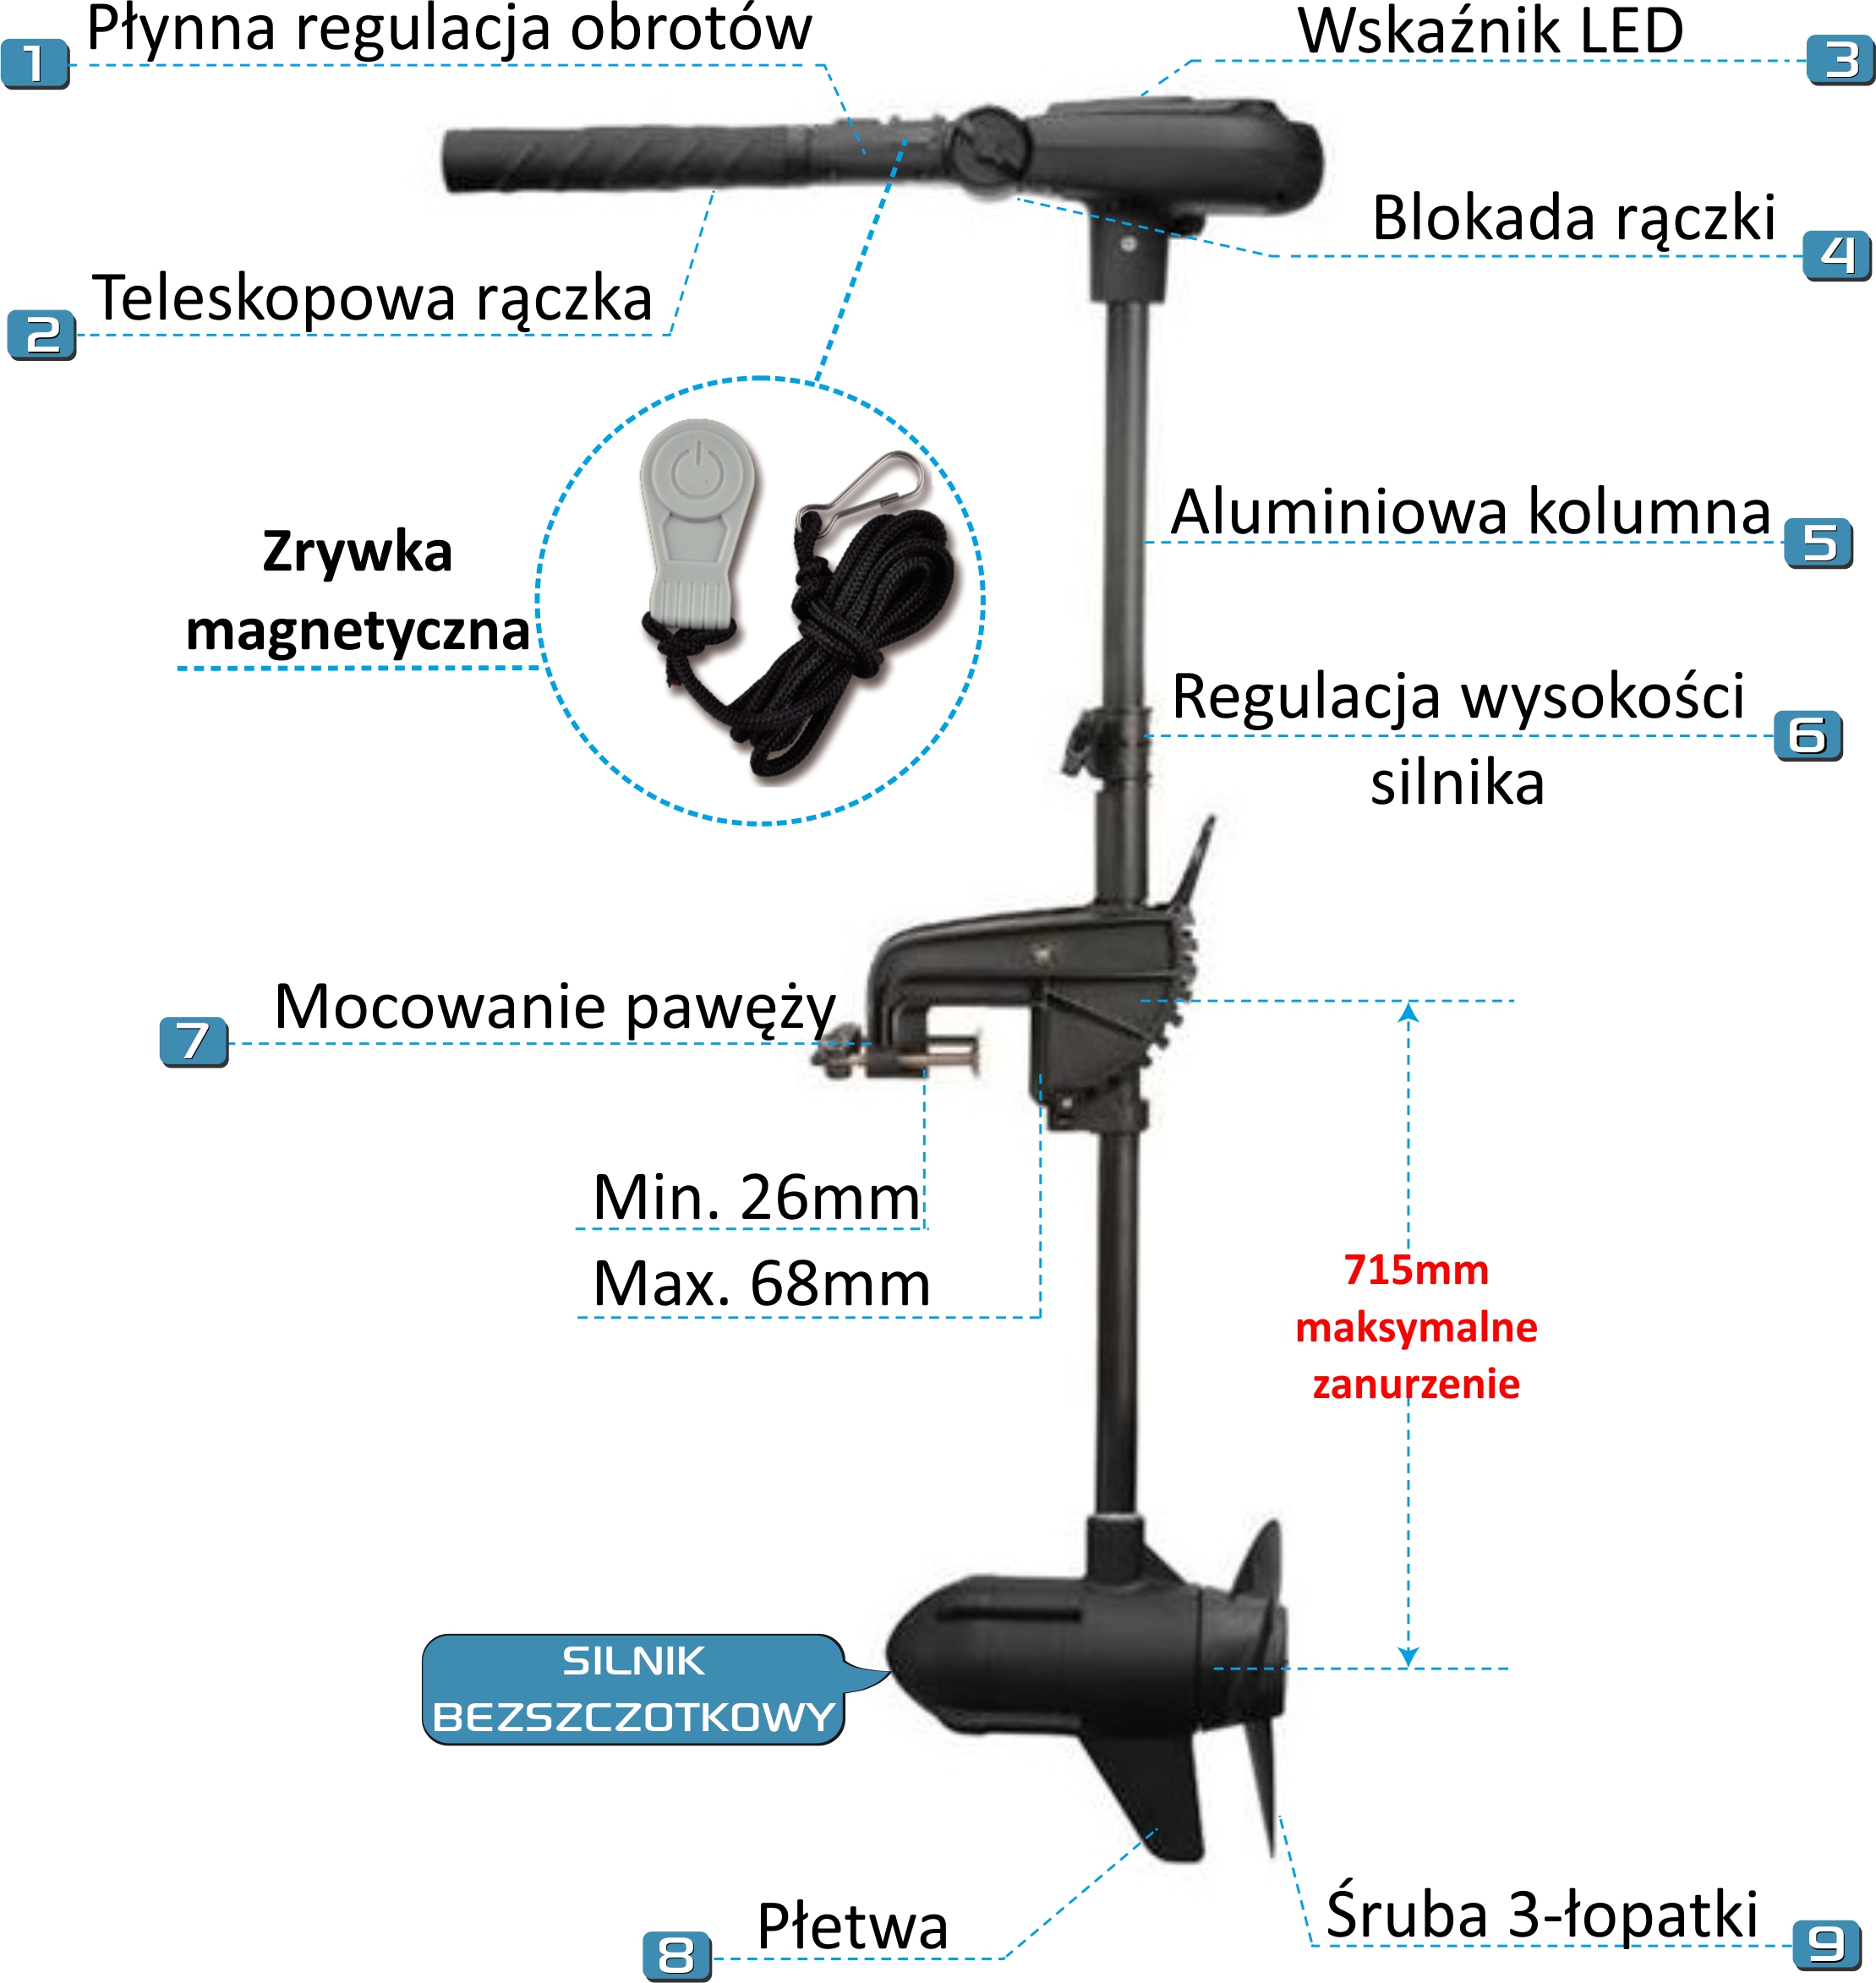 1 Płynna regulacja obrotów
Wskaźnik LED 3
Blokada rączki 4
2 Teleskopowa rączka
Zrywka
magnetyczna
Aluminiowa kolumna 5
Regulacja wysokości 6
silnika
7 Mocowanie pawęży
Min. 26mm
Max. 68mm
715mm
maksymalne
zanurzenie
SILNIK
BEZSZCZOTKOWY
8 Płetwa
Śruba 3-łopatki 9